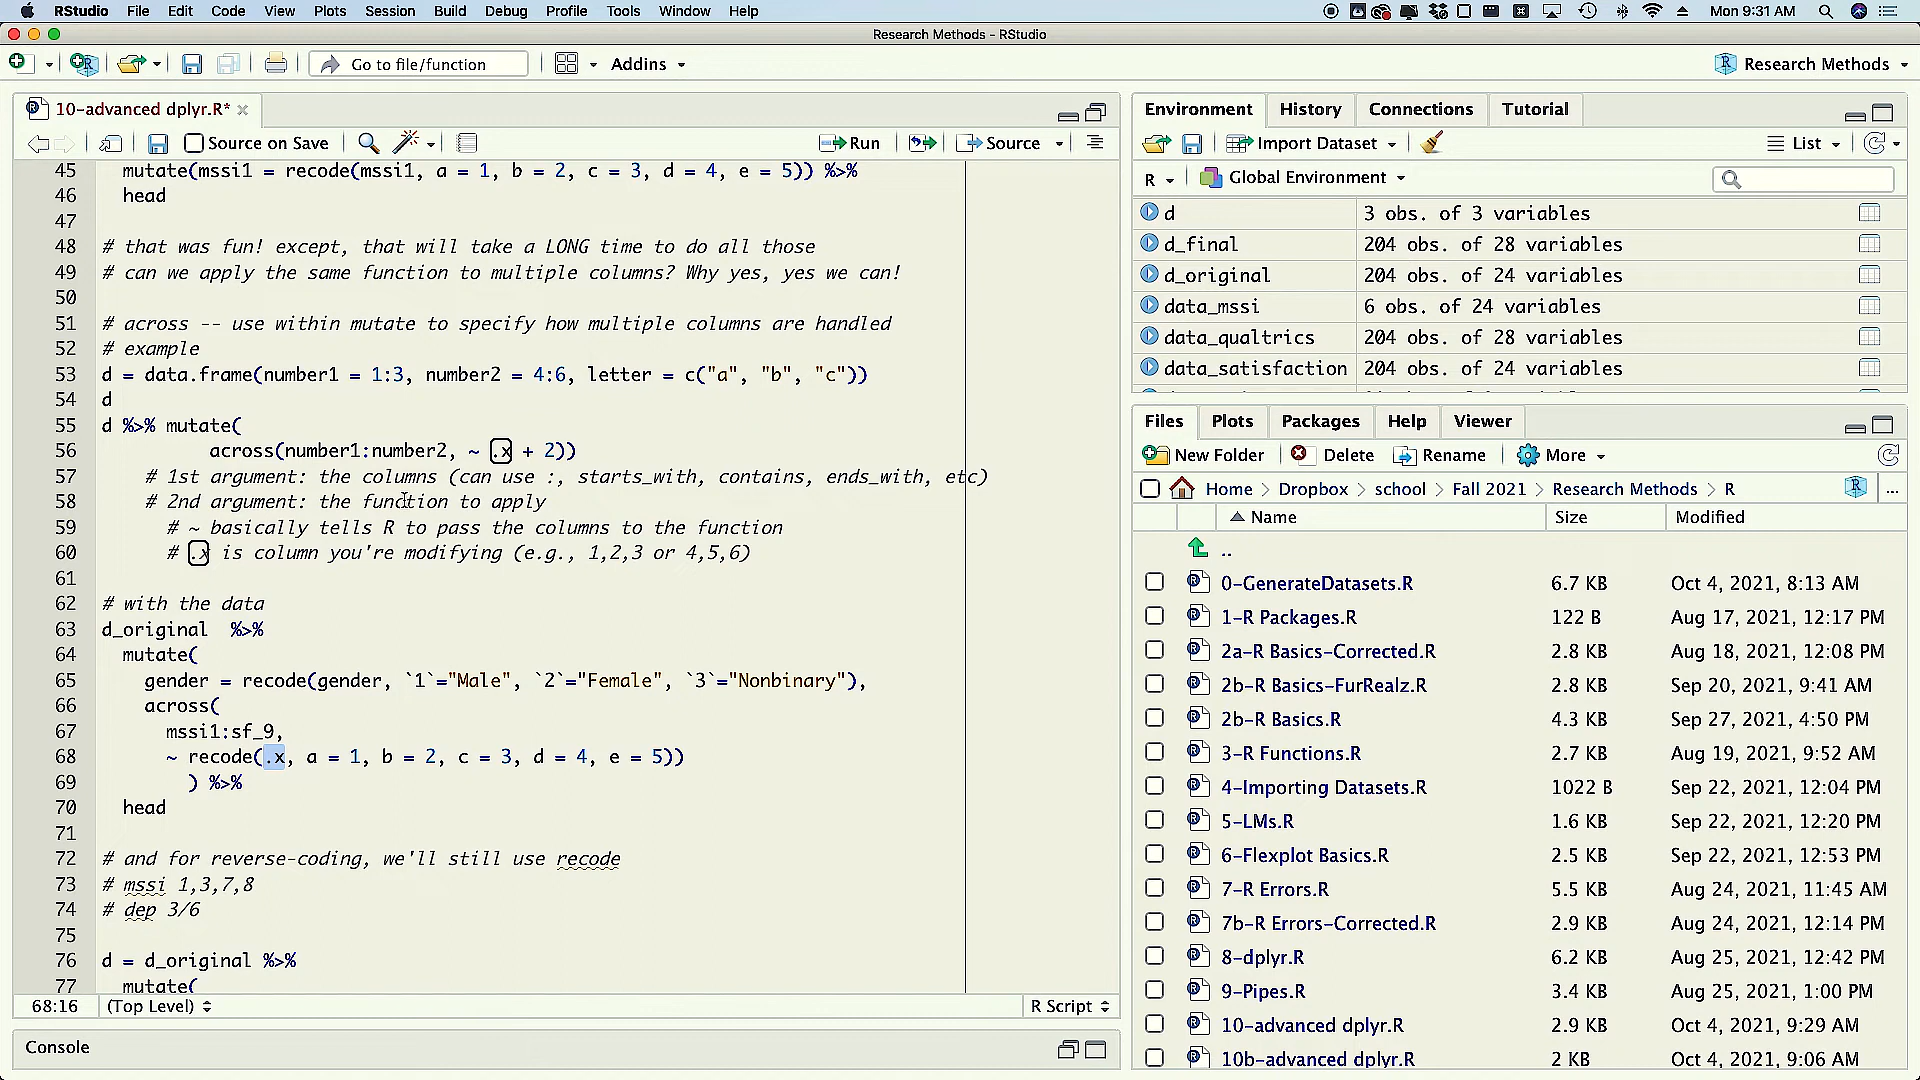 RStudio File Edit Code View Plots Session Build Debug Profile Tools Window Help Mon 9:31 AM
Research Methods - RStudio
Go to file/function Addins Research Methods
10-advanced dplyr.R*
Source on Save Run Source
45 mutate(mssi1 = recode(mssi1, a = 1, b = 2, c = 3, d = 4, e = 5)) %>%
46 head
47
48 # that was fun! except, that will take a LONG time to do all those
49 # can we apply the same function to multiple columns? Why yes, yes we can!
50
51 # across -- use within mutate to specify how multiple columns are handled
52 # example
53 d = data.frame(number1 = 1:3, number2 = 4:6, letter = c("a", "b", "c"))
54 d
55 d %>% mutate(
56 across(number1:number2, ~ .x + 2))
57 # 1st argument: the columns (can use :, starts_with, contains, ends_with, etc)
58 # 2nd argument: the function to apply
59 # ~ basically tells R to pass the columns to the function
60 # .x is column you're modifying (e.g., 1,2,3 or 4,5,6)
61
62 # with the data
63 d_original %>%
64 mutate(
65 gender = recode(gender, `1`="Male", `2`="Female", `3`="Nonbinary"),
66 across(
67 mssi1:sf_9,
68 ~ recode(.x, a = 1, b = 2, c = 3, d = 4, e = 5))
69 ) %>%
70 head
71
72 # and for reverse-coding, we'll still use recode
73 # mssi 1,3,7,8
74 # dep 3/6
75
76 d = d_original %>%
77 mutate(
68:16 (Top Level) R Script
Console
Environment History Connections Tutorial
Import Dataset List
R Global Environment
d 3 obs. of 3 variables
d_final 204 obs. of 28 variables
d_original 204 obs. of 24 variables
data_mssi 6 obs. of 24 variables
data_qualtrics 204 obs. of 28 variables
data_satisfaction 204 obs. of 24 variables
Files Plots Packages Help Viewer
New Folder Delete Rename More
Home > Dropbox > school > Fall 2021 > Research Methods > R ...
Name Size Modified
..
0-GenerateDatasets.R 6.7 KB Oct 4, 2021, 8:13 AM
1-R Packages.R 122 B Aug 17, 2021, 12:17 PM
2a-R Basics-Corrected.R 2.8 KB Aug 18, 2021, 12:08 PM
2b-R Basics-FurRealz.R 2.8 KB Sep 20, 2021, 9:41 AM
2b-R Basics.R 4.3 KB Sep 27, 2021, 4:50 PM
3-R Functions.R 2.7 KB Aug 19, 2021, 9:52 AM
4-Importing Datasets.R 1022 B Sep 22, 2021, 12:04 PM
5-LMs.R 1.6 KB Sep 22, 2021, 12:20 PM
6-Flexplot Basics.R 2.5 KB Sep 22, 2021, 12:53 PM
7-R Errors.R 5.5 KB Aug 24, 2021, 11:45 AM
7b-R Errors-Corrected.R 2.9 KB Aug 24, 2021, 12:14 PM
8-dplyr.R 6.2 KB Aug 25, 2021, 12:42 PM
9-Pipes.R 3.4 KB Aug 25, 2021, 1:00 PM
10-advanced dplyr.R 2.9 KB Oct 4, 2021, 9:29 AM
10b-advanced dplyr.R 2 KB Oct 4, 2021, 9:06 AM